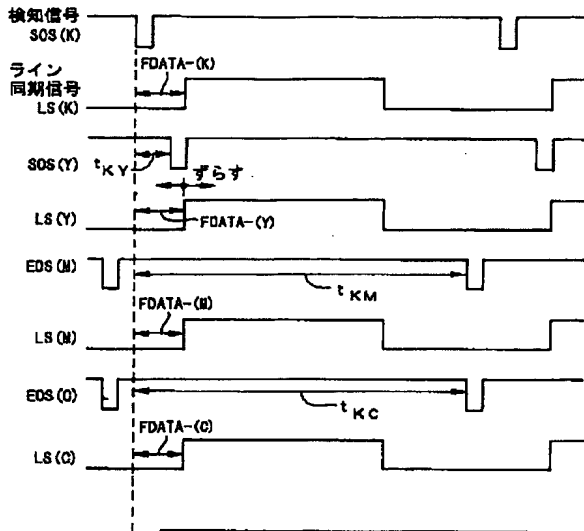 検知信号
SOS(K)
FDATA-(K)
ライン
同期信号
LS(K)
SOS(Y)
tKY
ずらす
LS(Y)
FDATA-(Y)
EOS(M)
tKM
FDATA-(M)
LS(M)
EOS(C)
tKC
FDATA-(C)
LS(C)